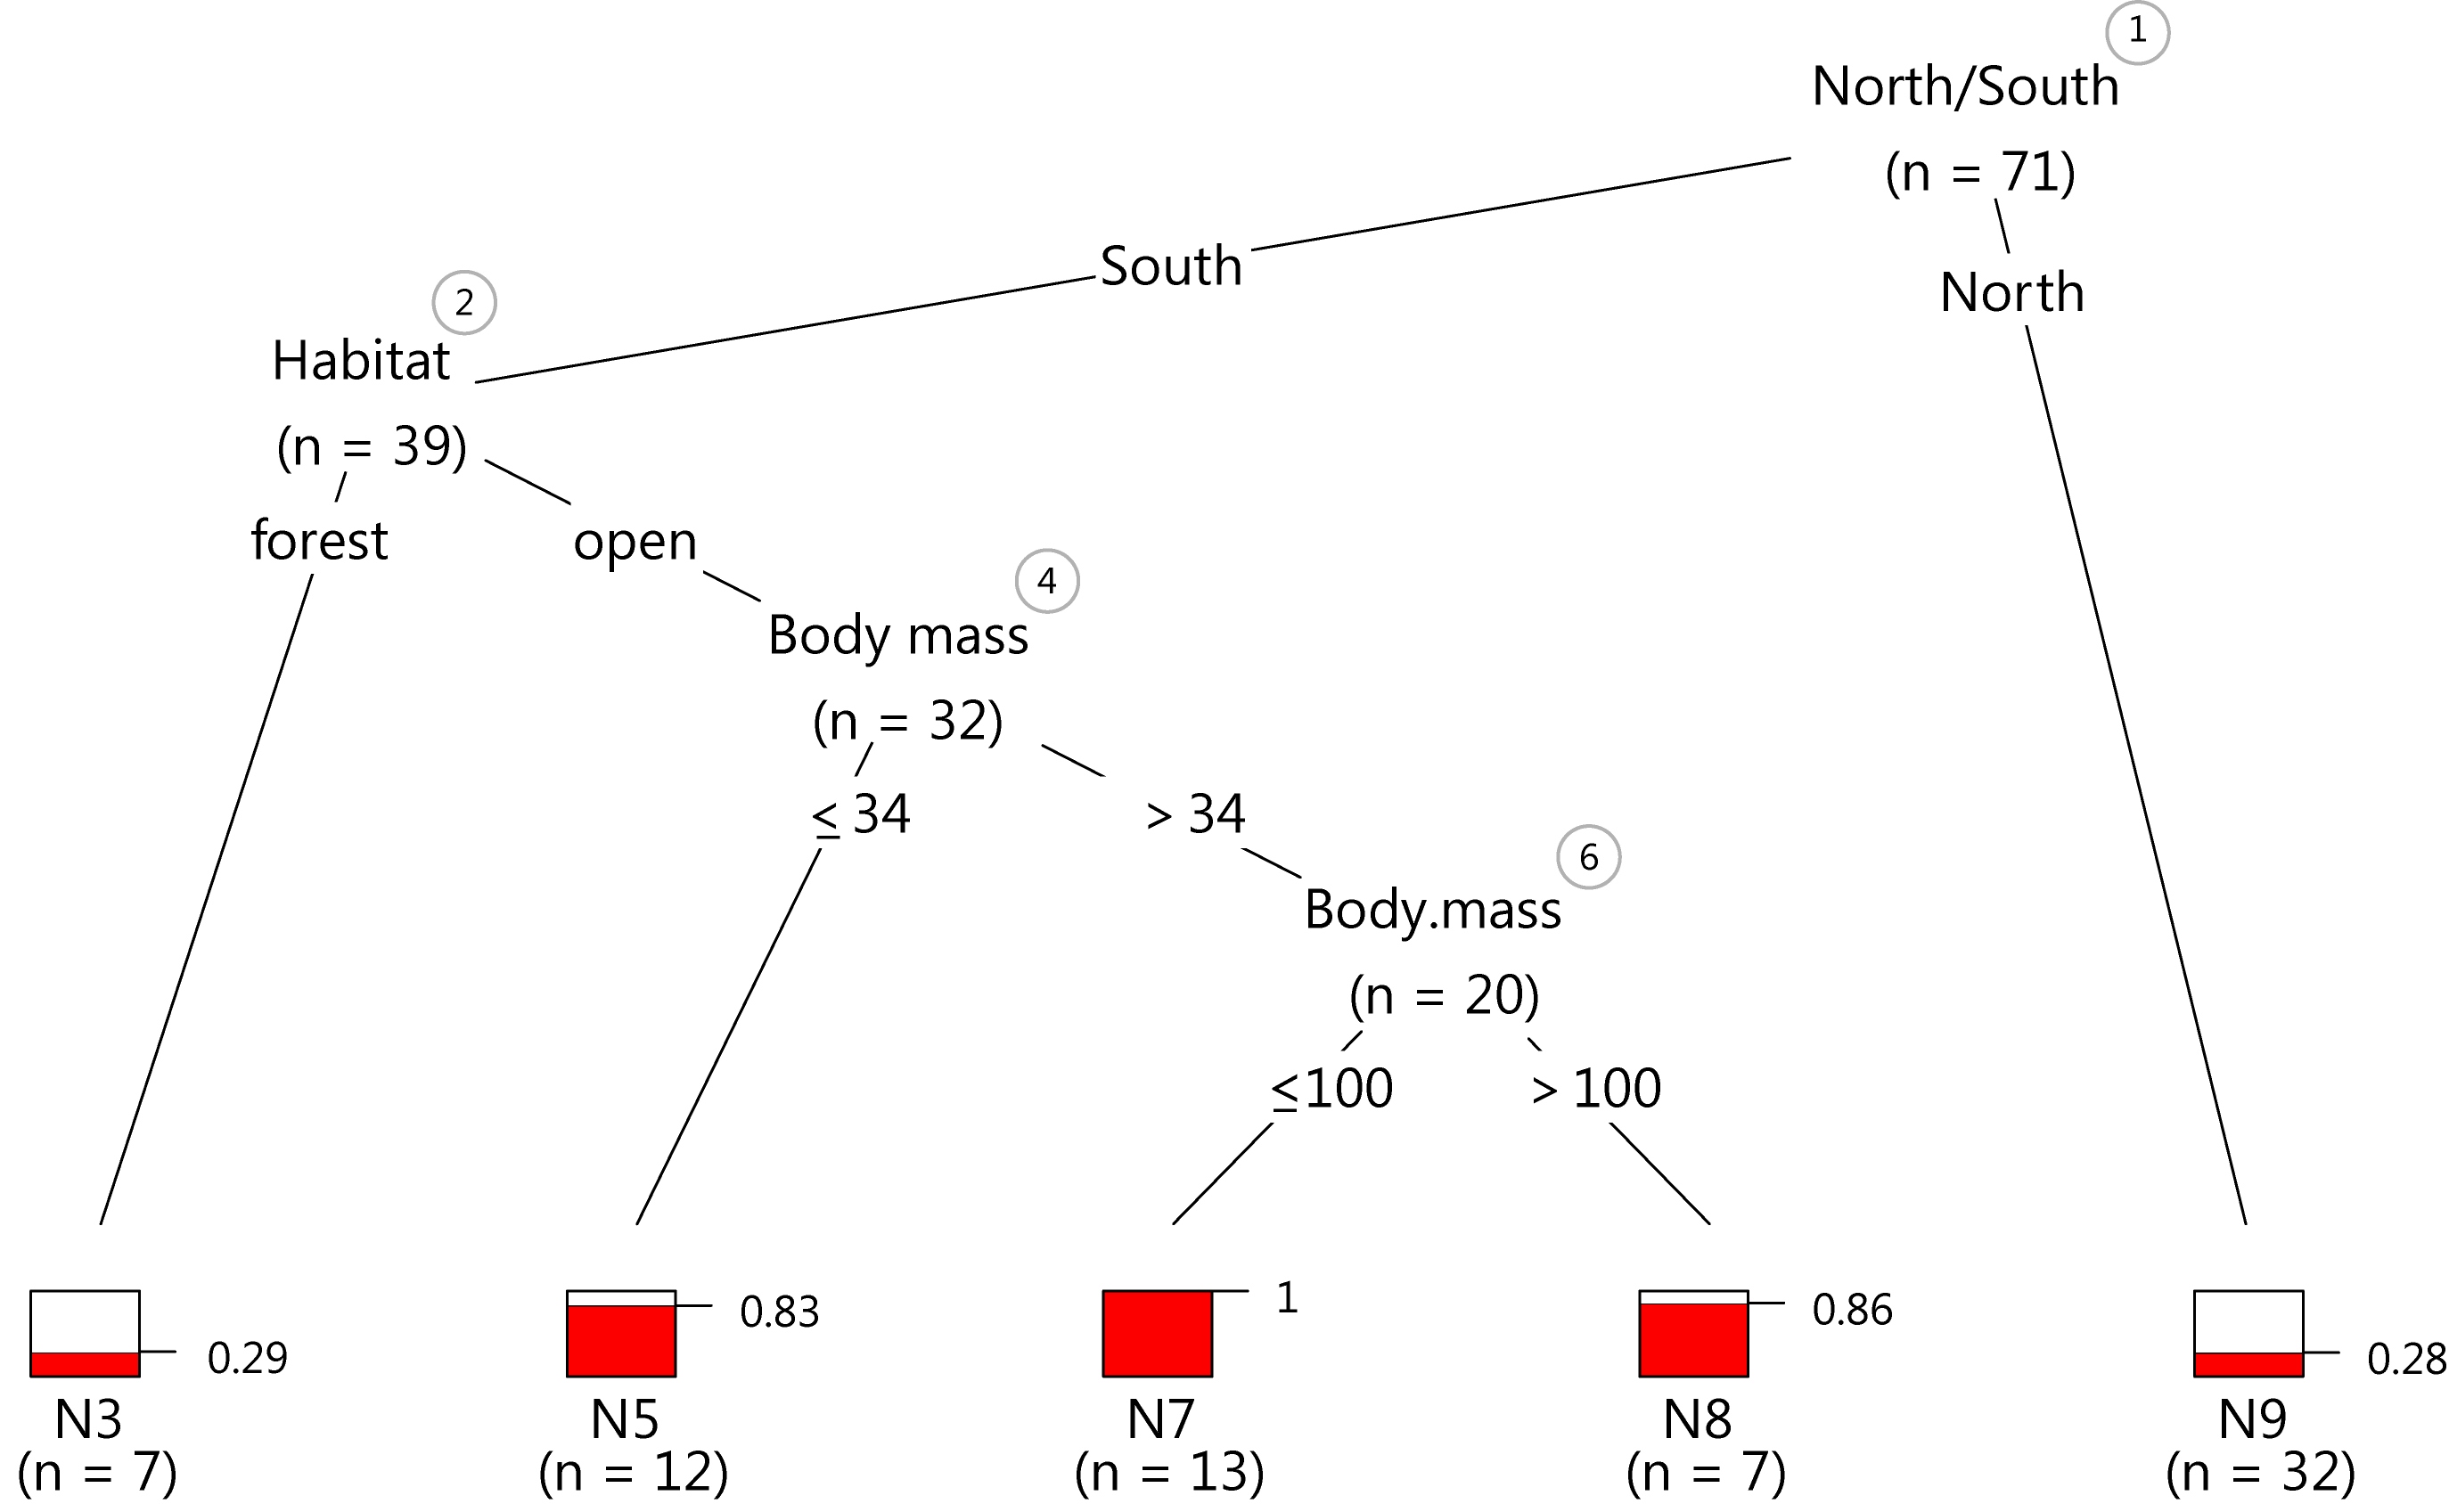 1
North/South
(n = 71)
South
North
2
Habitat
(n = 39)
forest
open
4
Body mass
(n = 32)
≤ 34
> 34
6
Body.mass
(n = 20)
≤100
> 100
0.29
0.83
1
0.86
0.28
N3
(n = 7)
N5
(n = 12)
N7
(n = 13)
N8
(n = 7)
N9
(n = 32)